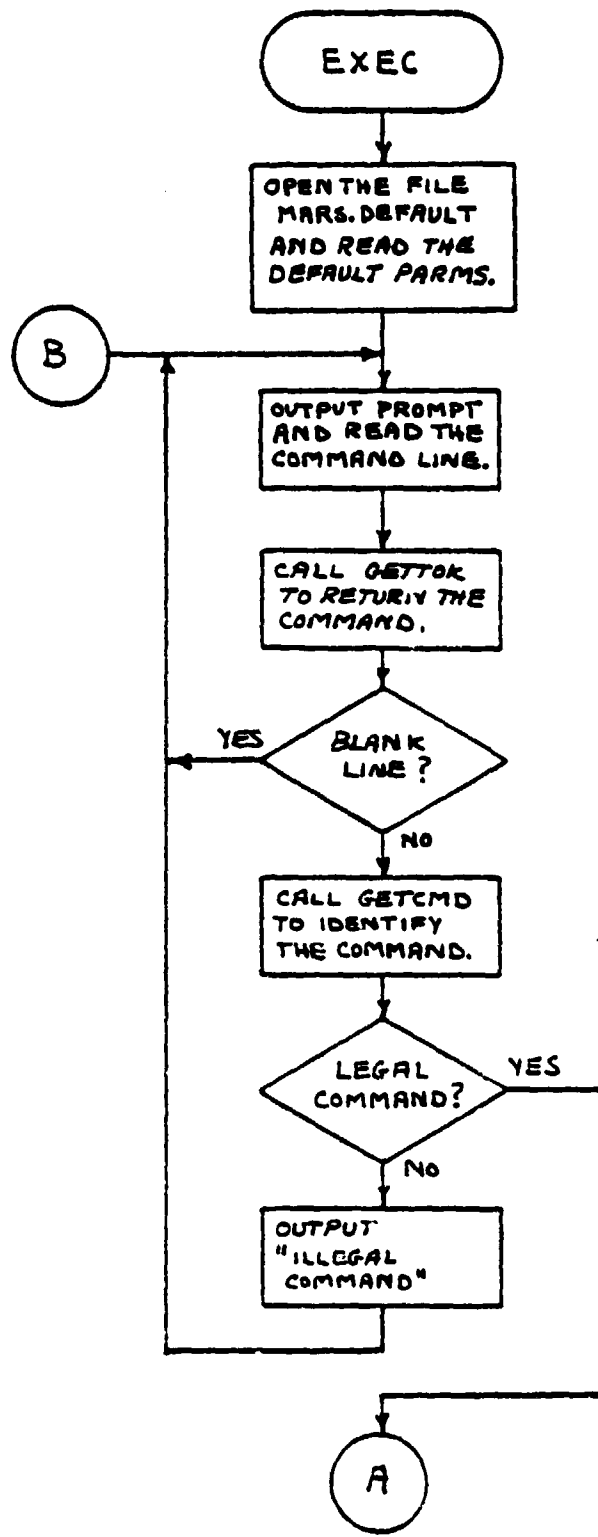 EXEC
OPEN THE FILE
MARS.DEFAULT
AND READ THE
DEFAULT PARMS.
B
OUTPUT PROMPT
AND READ THE
COMMAND LINE.
CALL GETTOK
TO RETURN THE
COMMAND.
YES
BLANK
LINE?
NO
CALL GETCMD
TO IDENTIFY
THE COMMAND.
LEGAL
COMMAND?
YES
NO
OUTPUT
"ILLEGAL
COMMAND"
A